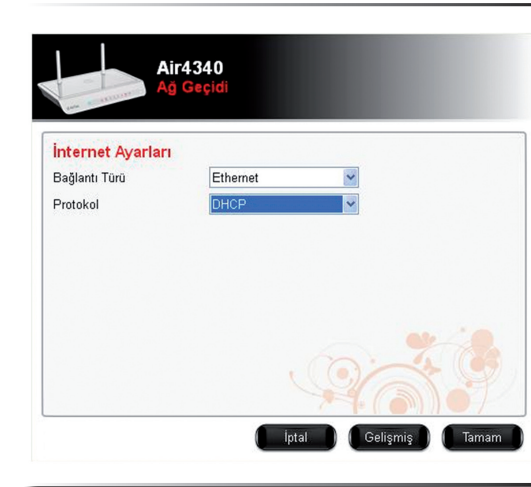 Air4340
Ağ Geçidi
İnternet Ayarları
Bağlantı Türü Ethernet
Protokol DHCP
İptal Gelişmiş Tamam